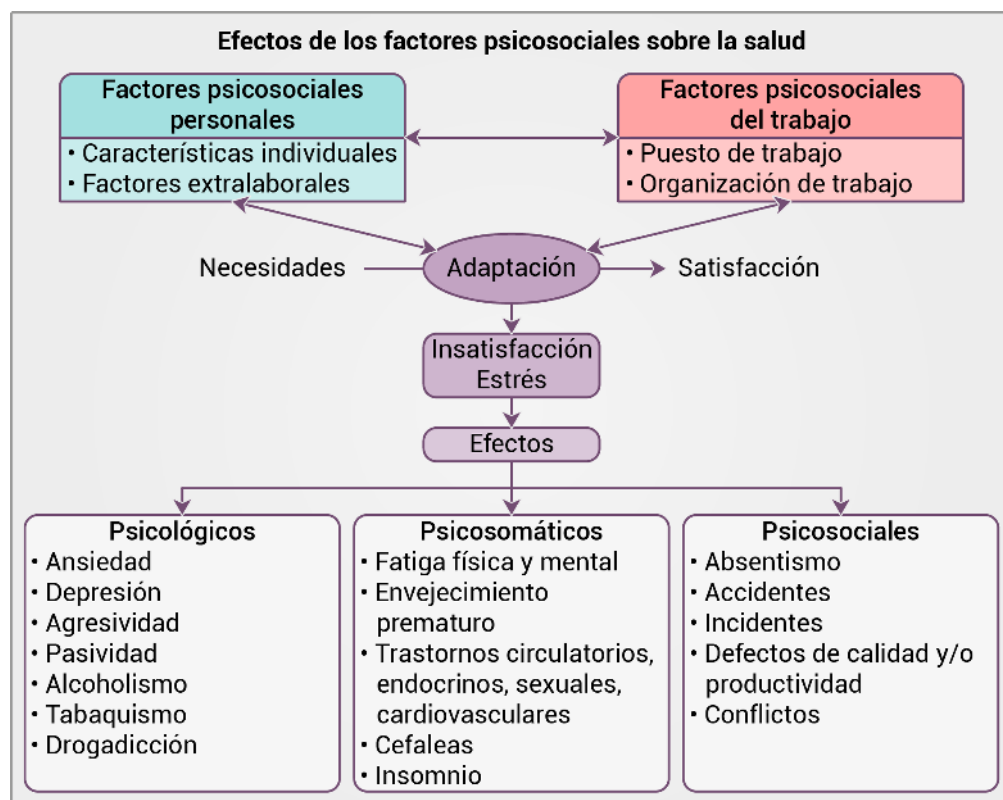 Efectos de los factores psicosociales sobre la salud
Factores psicosociales
personales
• Características individuales
• Factores extralaborales
Factores psicosociales
del trabajo
• Puesto de trabajo
• Organización de trabajo
Necesidades
Adaptación
Satisfacción
Insatisfacción
Estrés
Efectos
Psicológicos
• Ansiedad
• Depresión
• Agresividad
• Pasividad
• Alcoholismo
• Tabaquismo
• Drogadicción
Psicosomáticos
• Fatiga física y mental
• Envejecimiento
prematuro
• Trastornos circulatorios,
endocrinos, sexuales,
cardiovasculares
• Cefaleas
• Insomnio
Psicosociales
• Absentismo
• Accidentes
• Incidentes
• Defectos de calidad y/o
productividad
• Conflictos